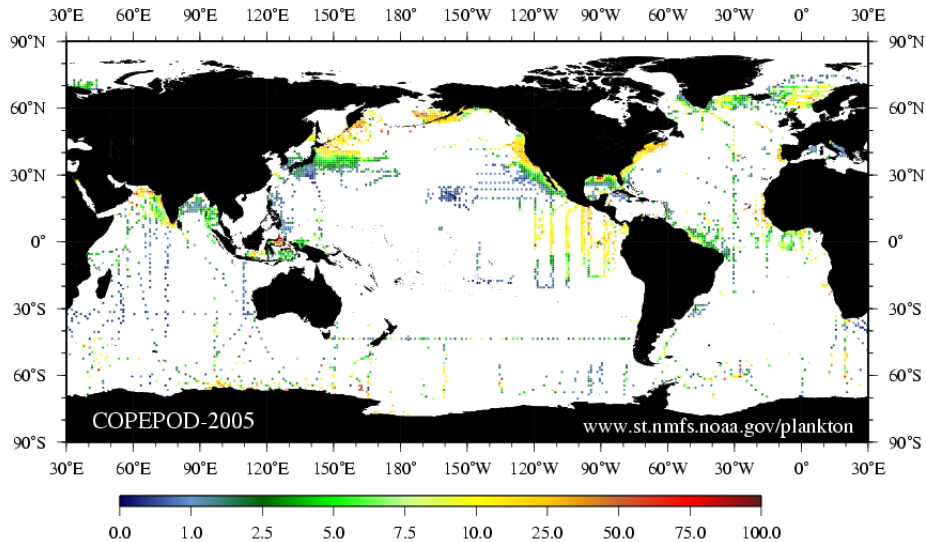 30°E 60°E 90°E 120°E 150°E 180° 150°W 120°W 90°W 60°W 30°W 0° 30°E
90°N 90°N
60°N 60°N
30°N 30°N
0° 0°
30°S 30°S
60°S 60°S
COPEPOD-2005 www.st.nmfs.noaa.gov/plankton
90°S 90°S
30°E 60°E 90°E 120°E 150°E 180° 150°W 120°W 90°W 60°W 30°W 0° 30°E
0.0 1.0 2.5 5.0 7.5 10.0 25.0 50.0 75.0 100.0